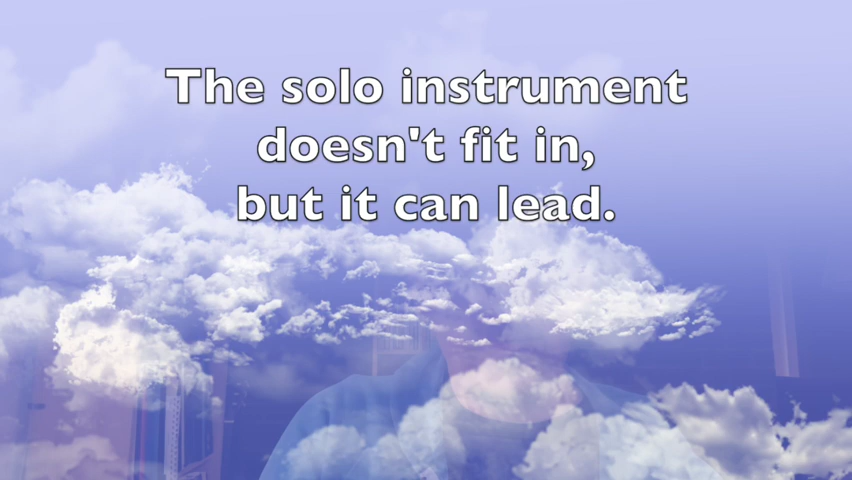 The solo instrument
doesn't fit in,
but it can lead.